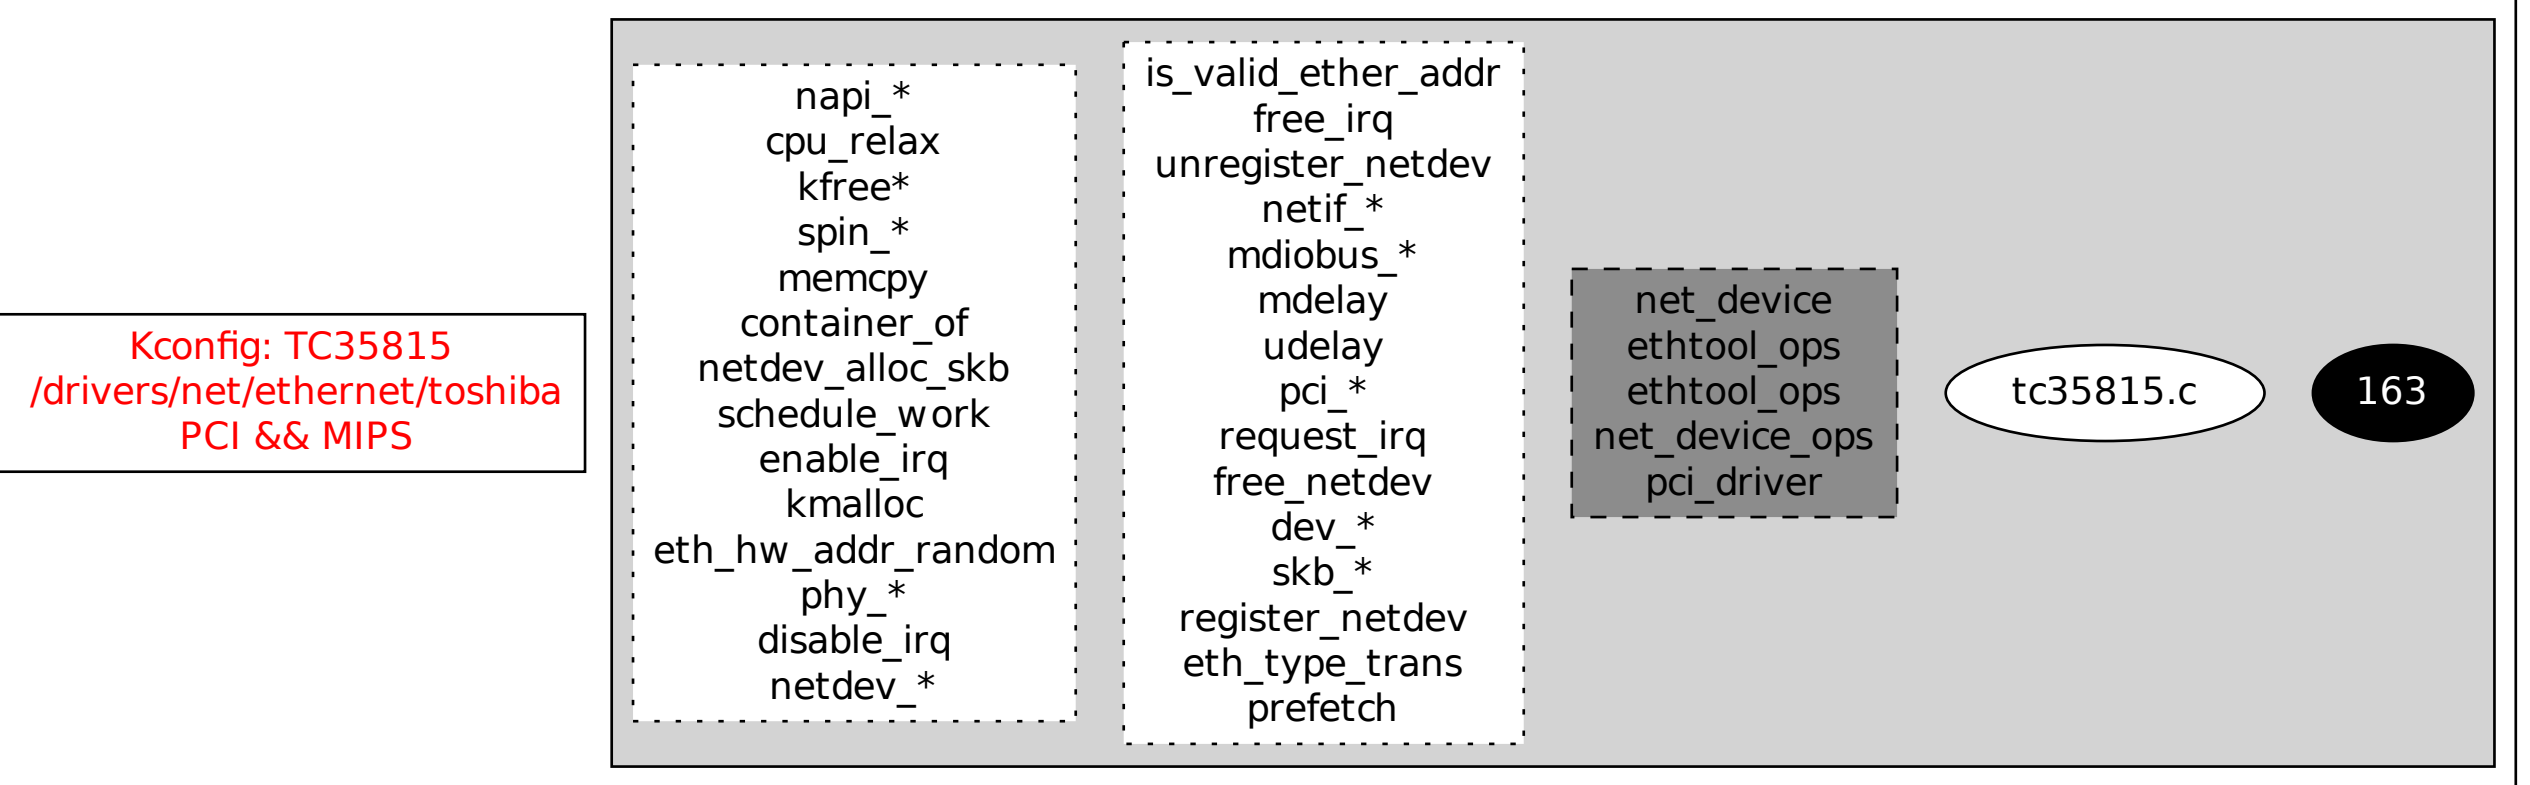 Kconfig: TC35815
/drivers/net/ethernet/toshiba
PCI && MIPS
napi_*
cpu_relax
kfree*
spin_*
memcpy
container_of
netdev_alloc_skb
schedule_work
enable_irq
kmalloc
eth_hw_addr_random
phy_*
disable_irq
netdev_*
is_valid_ether_addr
free_irq
unregister_netdev
netif_*
mdiobus_*
mdelay
udelay
pci_*
request_irq
free_netdev
dev_*
skb_*
register_netdev
eth_type_trans
prefetch
net_device
ethtool_ops
ethtool_ops
net_device_ops
pci_driver
tc35815.c
163